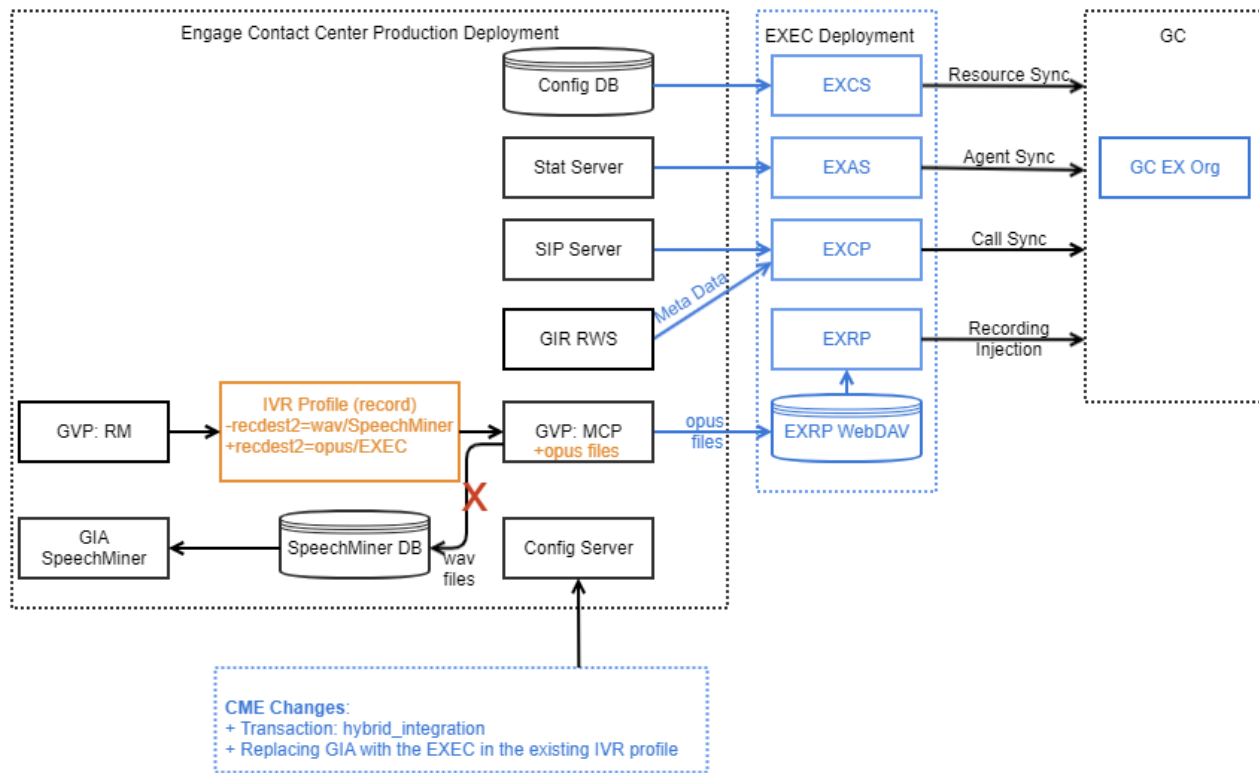 Engage Contact Center Production Deployment
EXEC Deployment
GC
Config DB
EXCS
Resource Sync
Stat Server
EXAS
Agent Sync
GC EX Org
SIP Server
EXCP
Call Sync
Meta Data
GIR RWS
EXRP
Recording
Injection
GVP: RM
IVR Profile (record)
-recdest2=wav/SpeechMiner
+recdest2=opus/EXEC
GVP: MCP
+opus files
opus
files
EXRP WebDAV
X
GIA
SpeechMiner
SpeechMiner DB
wav
files
Config Server
CME Changes:
+ Transaction: hybrid_integration
+ Replacing GIA with the EXEC in the existing IVR profile